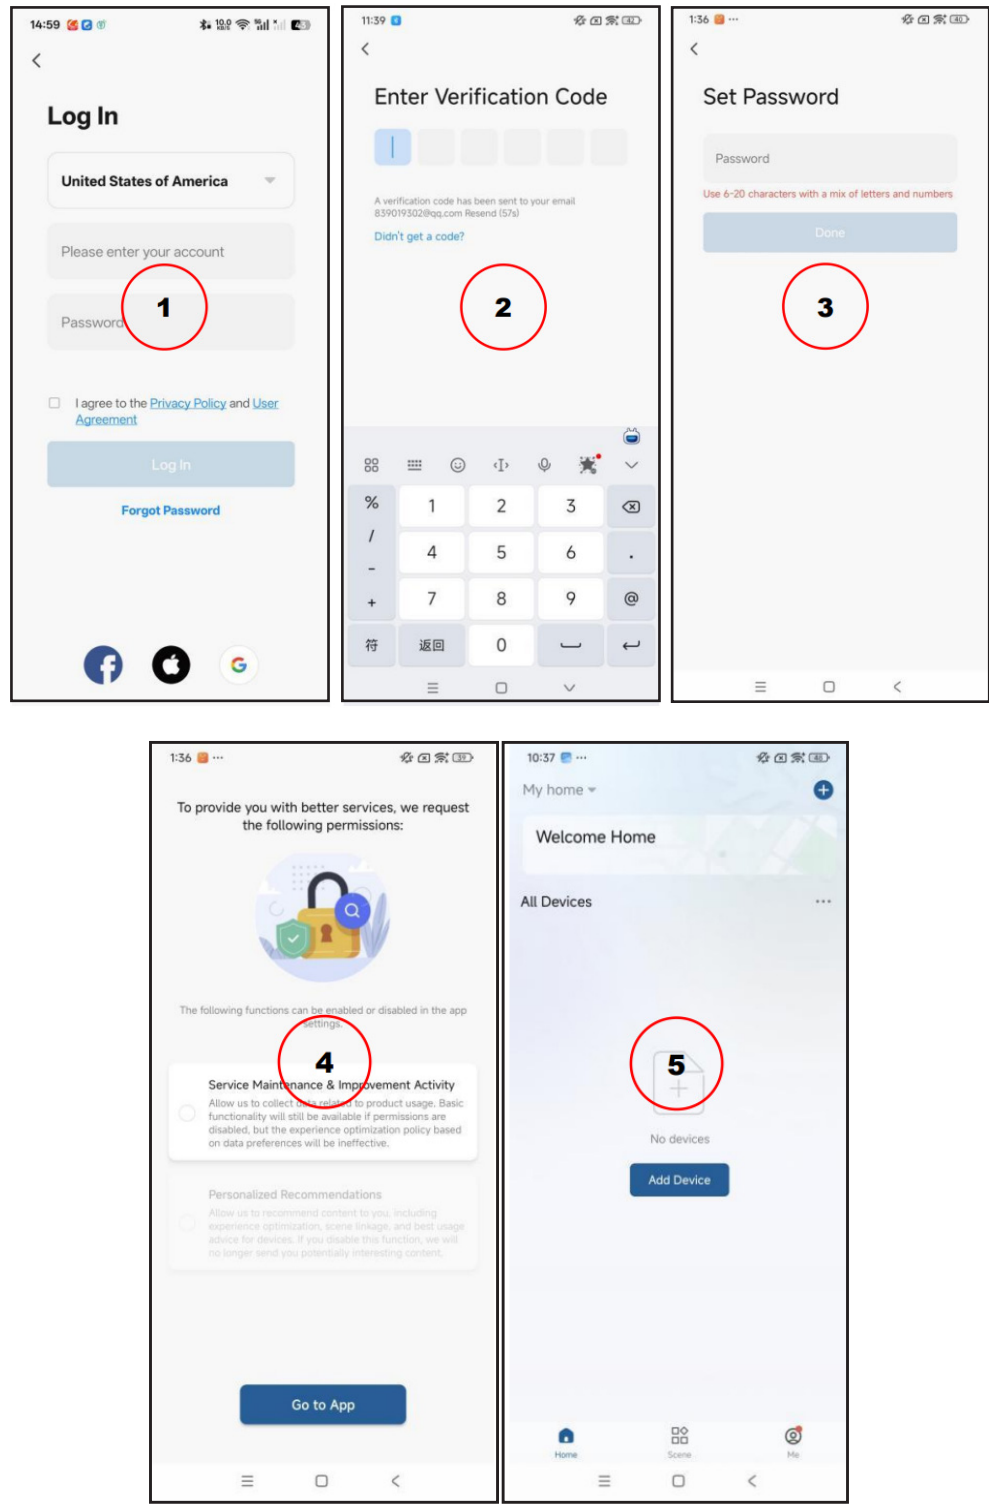 14:59
Log In
United States of America
Please enter your account
Password
1
I agree to the Privacy Policy and User
Agreement
Log In
Forgot Password
11:39
Enter Verification Code
A verification code has been sent to your email
839019302@qq.com Resend (57s)
Didn't get a code?
2
% 1 2 3
/
4 5 6 .
-
+ 7 8 9 @
符 返回 0
1:36
Set Password
Password
Use 6-20 characters with a mix of letters and numbers
Done
3
1:36
To provide you with better services, we request
the following permissions:
The following functions can be enabled or disabled in the app
settings.
4
Service Maintenance & Improvement Activity
Allow us to collect data related to product usage. Basic
functionality will still be available if permissions are
disabled, but the experience optimization policy based
on data preferences will be ineffective.
Personalized Recommendations
Allow us to recommend content to you, including
experience optimization, scene linkage, and best usage
advice for devices. If you disable this function, we will
no longer send you potentially interesting content.
Go to App
10:37
My home
Welcome Home
All Devices
5
No devices
Add Device
Home Scene Me